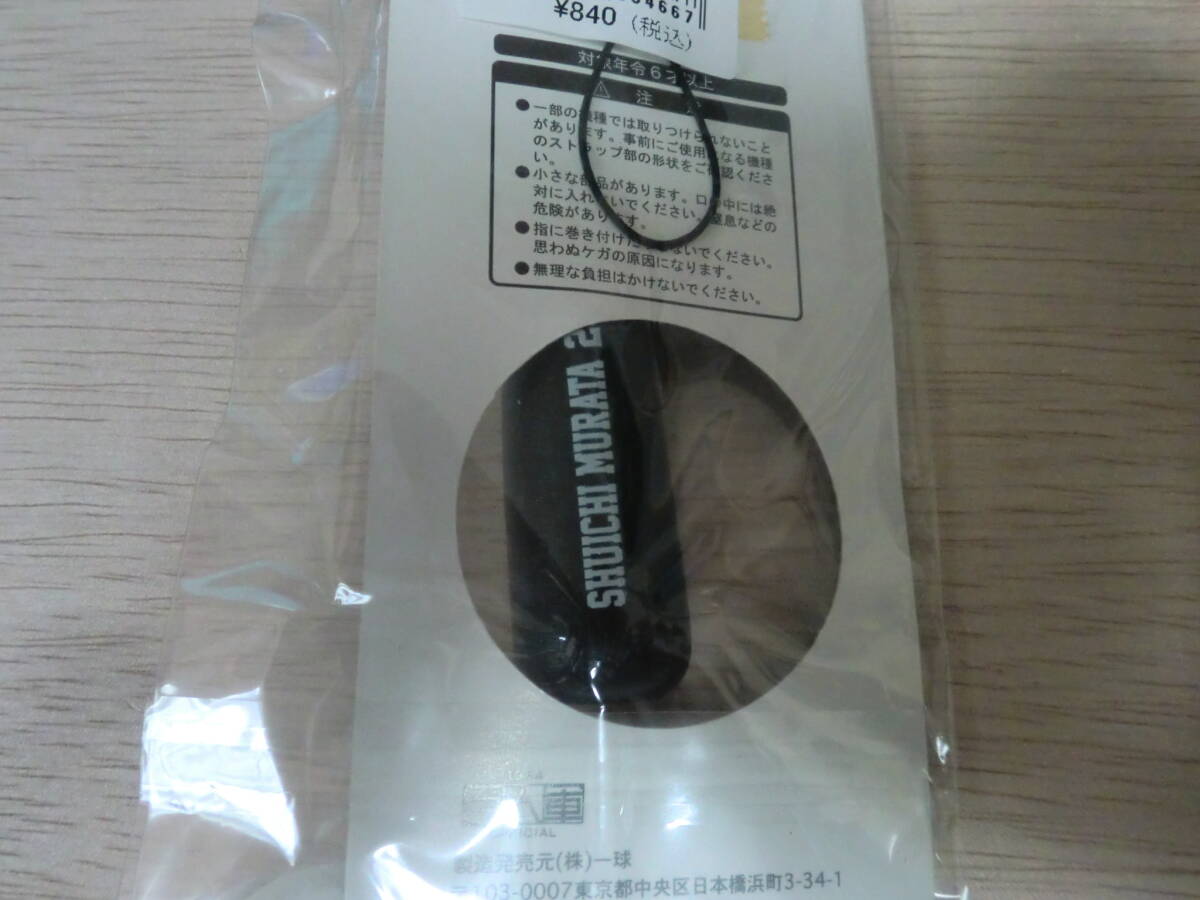 4667
¥840 (税込)
対象年令6才以上
注
●一部の機種では取りつけられないこと
があります。事前にご使用になる機種
のストラップ部の形状をご確認くださ
い。
●小さな部品があります。口の中には絶
対に入れないでください。窒息などの
危険があります。
●指に巻き付けたりしないでください。
思わぬケガの原因になります。
●無理な負担はかけないでください。
SHUICHI MURATA 2
軍
製造発売元(株)一球
〒103-0007東京都中央区日本橋浜町3-34-1